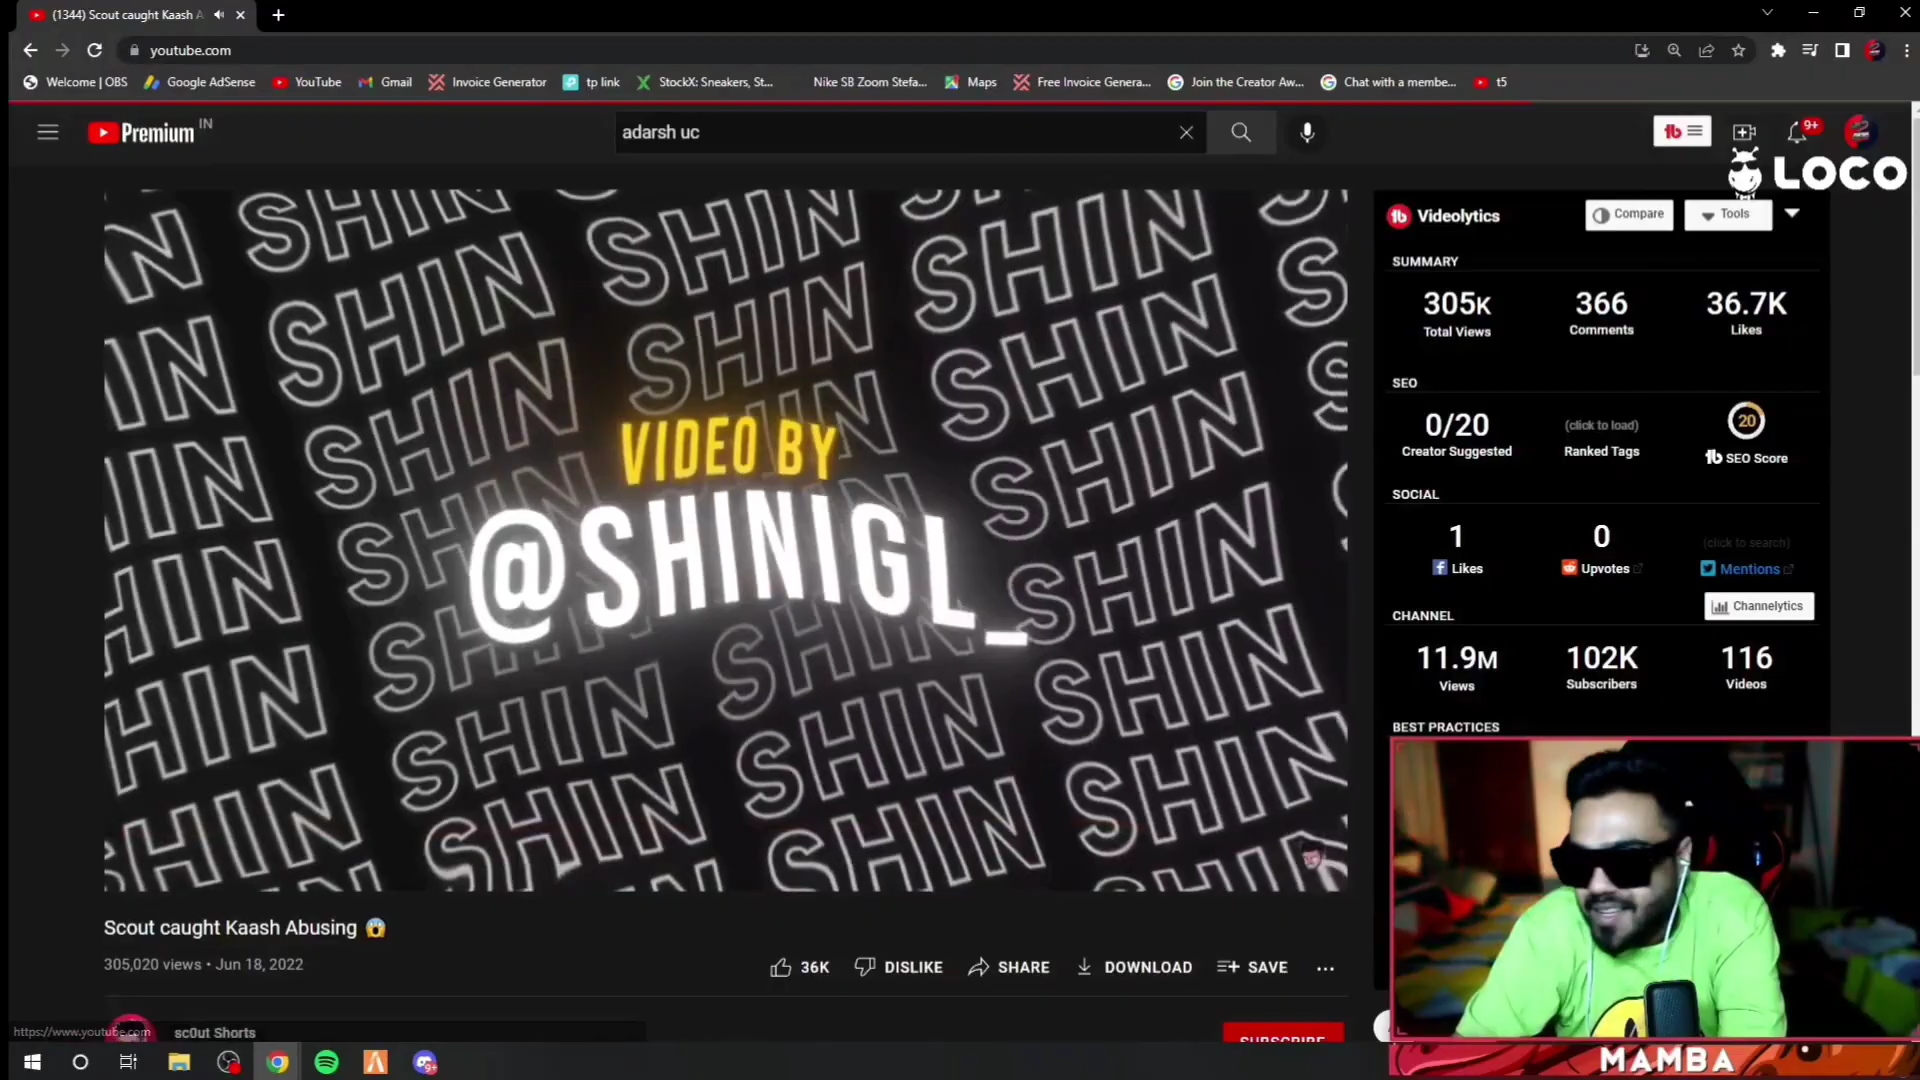 (1344) Scout caught Kaash A
youtube.com
Welcome | OBS
Google AdSense
YouTube
Gmail
Invoice Generator
tp link
StockX: Sneakers, St...
Nike SB Zoom Stefa...
Maps
Free Invoice Genera...
Join the Creator Aw...
Chat with a membe...
t5
Premium IN
adarsh uc
9+
LOCO
SHIN
VIDEO BY
@SHINIGL_
Videolytics
Compare
Tools
SUMMARY
305K 366 36.7K
Total Views Comments Likes
SEO
0/20 (click to load) 20
Creator Suggested Ranked Tags tb SEO Score
SOCIAL
1 0 (click to search)
Likes Upvotes Mentions
Channelytics
CHANNEL
11.9M 102K 116
Views Subscribers Videos
BEST PRACTICES
Scout caught Kaash Abusing 😱
305,020 views • Jun 18, 2022
36K DISLIKE SHARE DOWNLOAD SAVE ...
https://www.youtube.com
sc0ut Shorts
SUBSCRIBE
MAMBA